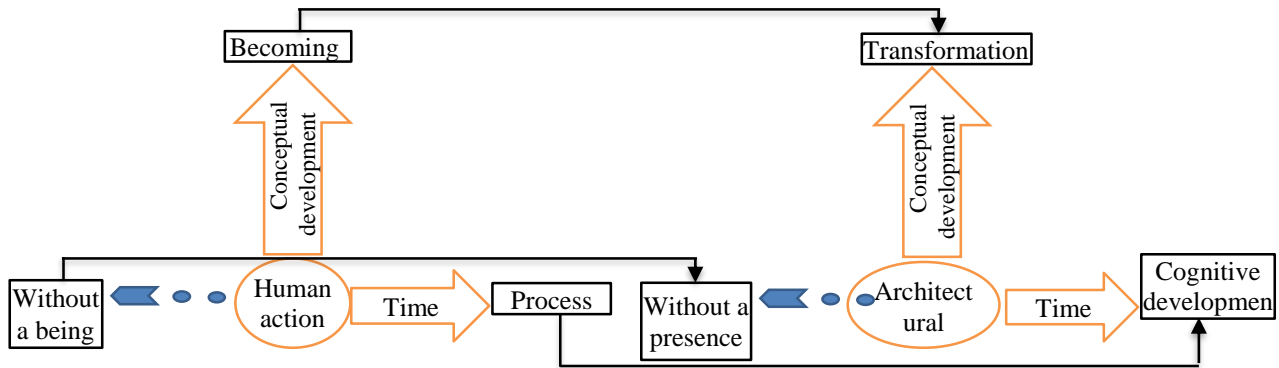 Becoming
Transformation
Conceptual
development
Conceptual
development
Without
a being
Human
action
Time
Process
Without a
presence
Architect
ural
Time
Cognitive
developmen